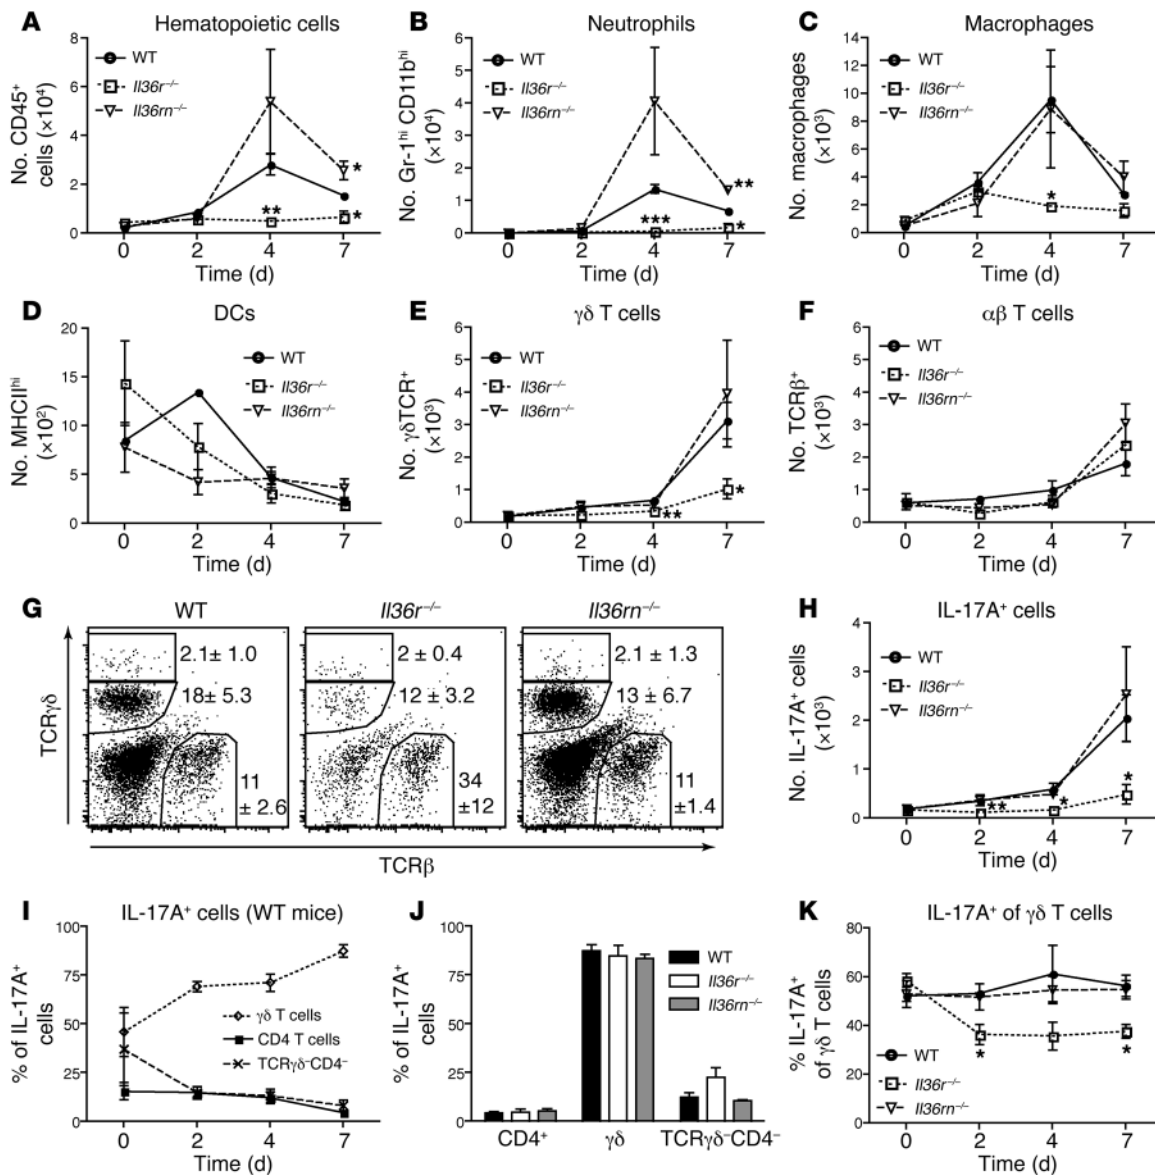 A Hematopoietic cells
No. CD45⁺ cells (×10⁴)
8
6
4
2
0
WT
Il36r⁻/⁻
Il36rn⁻/⁻
**
*
*
0 2 4 7
Time (d)
B Neutrophils
No. Gr-1ʰⁱ CD11bʰⁱ (×10⁴)
6
5
4
3
2
1
0
WT
Il36r⁻/⁻
Il36rn⁻/⁻
***
**
*
0 2 4 7
Time (d)
C Macrophages
No. macrophages (×10³)
14
12
10
8
6
4
2
0
WT
Il36r⁻/⁻
Il36rn⁻/⁻
*
0 2 4 7
Time (d)
D DCs
No. MHCIIʰⁱ (×10²)
20
15
10
5
0
WT
Il36r⁻/⁻
Il36rn⁻/⁻
0 2 4 7
Time (d)
E γδ T cells
No. γδTCR⁺ (×10³)
6
5
4
3
2
1
0
WT
Il36r⁻/⁻
Il36rn⁻/⁻
**
*
0 2 4 7
Time (d)
F αβ T cells
No. TCRβ⁺ (×10³)
6
5
4
3
2
1
0
WT
Il36r⁻/⁻
Il36rn⁻/⁻
0 2 4 7
Time (d)
G WT Il36r⁻/⁻ Il36rn⁻/⁻
TCRγδ
2.1± 1.0
18± 5.3
11
± 2.6
2 ± 0.4
12 ± 3.2
34
±12
2.1 ± 1.3
13 ± 6.7
11
±1.4
TCRβ
H IL-17A⁺ cells
No. IL-17A⁺ cells (×10³)
4
3
2
1
0
WT
Il36r⁻/⁻
Il36rn⁻/⁻
**
*
*
0 2 4 7
Time (d)
I IL-17A⁺ cells (WT mice)
% of IL-17A⁺ cells
100
75
50
25
0
γδ T cells
CD4 T cells
TCRγδ⁻CD4⁻
0 2 4 7
Time (d)
J
% of IL-17A⁺ cells
100
75
50
25
0
WT
Il36r⁻/⁻
Il36rn⁻/⁻
CD4⁺ γδ TCRγδ⁻CD4⁻
K IL-17A⁺ of γδ T cells
% IL-17A⁺ of γδ T cells
80
60
40
20
0
WT
Il36r⁻/⁻
Il36rn⁻/⁻
*
*
0 2 4 7
Time (d)